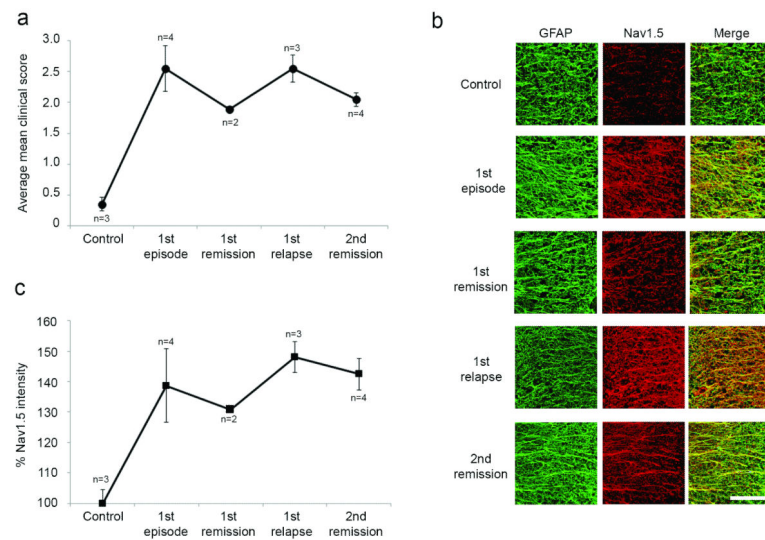 a
Average mean clinical score
3.0
2.5
2.0
1.5
1.0
0.5
0
n=3
n=4
n=2
n=3
n=4
Control
1st
episode
1st
remission
1st
relapse
2nd
remission
b
GFAP
Nav1.5
Merge
Control
1st
episode
1st
remission
1st
relapse
2nd
remission
c
% Nav1.5 intensity
160
150
140
130
120
110
100
n=3
n=4
n=2
n=3
n=4
Control
1st
episode
1st
remission
1st
relapse
2nd
remission